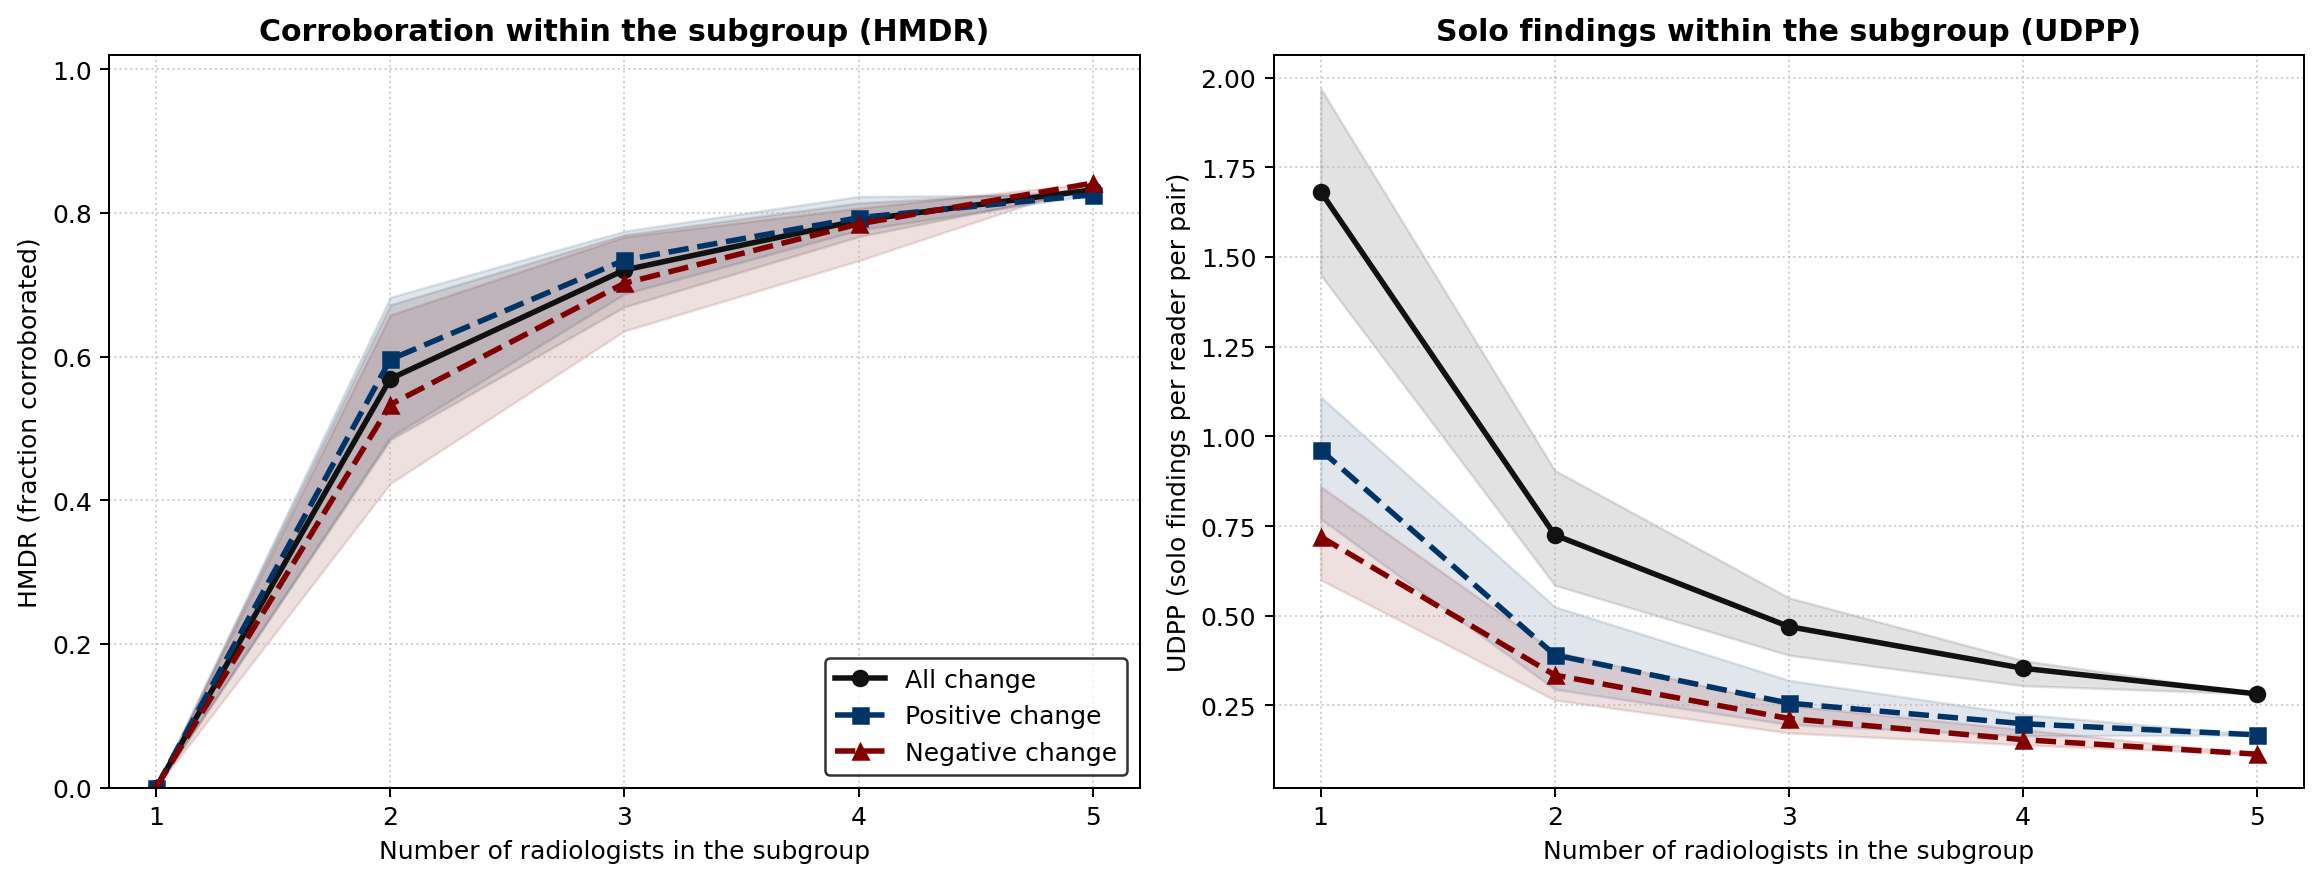 Corroboration within the subgroup (HMDR)
HMDR (fraction corroborated)
1.0
0.8
0.6
0.4
0.2
0.0
1 2 3 4 5
Number of radiologists in the subgroup
All change
Positive change
Negative change
Solo findings within the subgroup (UDPP)
UDPP (solo findings per reader per pair)
2.00
1.75
1.50
1.25
1.00
0.75
0.50
0.25
1 2 3 4 5
Number of radiologists in the subgroup